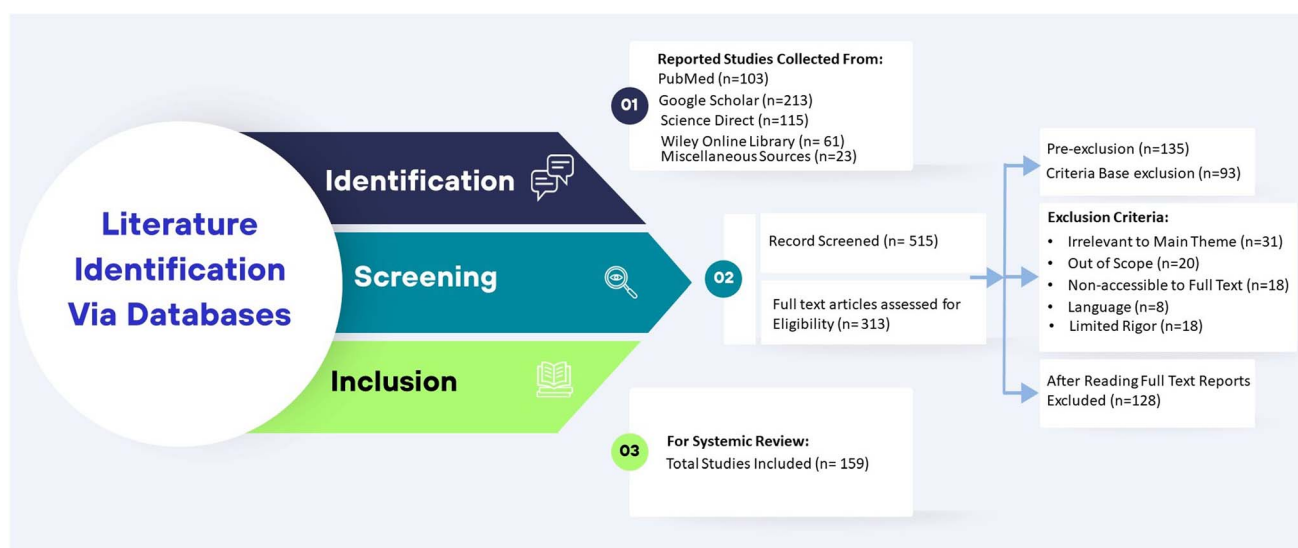 Literature
Identification
Via Databases
Identification
Screening
Inclusion
01
Reported Studies Collected From:
PubMed (n=103)
Google Scholar (n=213)
Science Direct (n=115)
Wiley Online Library (n= 61)
Miscellaneous Sources (n=23)
02
Record Screened (n= 515)
Full text articles assessed for
Eligibility (n= 313)
Pre-exclusion (n=135)
Criteria Base exclusion (n=93)
Exclusion Criteria:
• Irrelevant to Main Theme (n=31)
• Out of Scope (n=20)
• Non-accessible to Full Text (n=18)
• Language (n=8)
• Limited Rigor (n=18)
After Reading Full Text Reports
Excluded (n=128)
03
For Systemic Review:
Total Studies Included (n= 159)